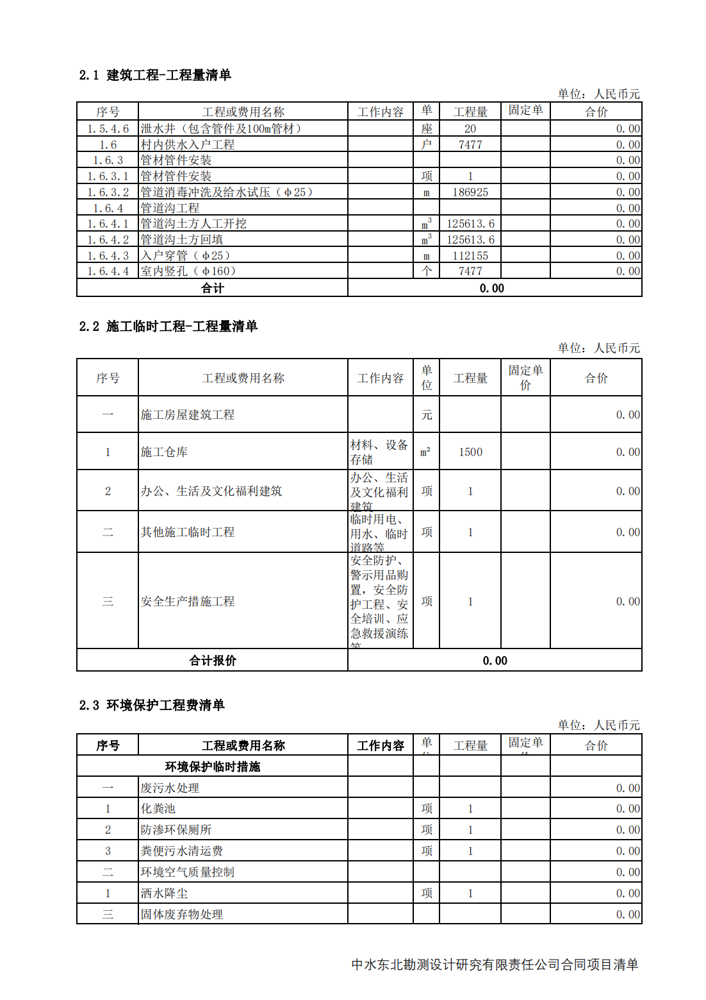 2.1 建筑工程-工程量清单
单位：人民币元
序号 工程或费用名称 工作内容 单 工程量 固定单 合价
1.5.4.6 泄水井（包含管件及100m管材） 座 20 0.00
1.6 村内供水入户工程 户 7477 0.00
1.6.3 管材管件安装 0.00
1.6.3.1 管材管件安装 项 1 0.00
1.6.3.2 管道消毒冲洗及给水试压（φ25） m 186925 0.00
1.6.4 管道沟工程 0.00
1.6.4.1 管道沟土方人工开挖 m³ 125613.6 0.00
1.6.4.2 管道沟土方回填 m³ 125613.6 0.00
1.6.4.3 入户穿管（φ25） m 112155 0.00
1.6.4.4 室内竖孔（φ160） 个 7477 0.00
合计 0.00
2.2 施工临时工程-工程量清单
单位：人民币元
序号 工程或费用名称 工作内容 单位 工程量 固定单价 合价
一 施工房屋建筑工程 元 0.00
1 施工仓库 材料、设备存储 m² 1500 0.00
2 办公、生活及文化福利建筑 办公、生活及文化福利建筑 项 1 0.00
二 其他施工临时工程 临时用电、用水、临时道路等 项 1 0.00
三 安全生产措施工程 安全防护、警示用品购置，安全防护工程、安全培训、应急救援演练等 项 1 0.00
合计报价 0.00
2.3 环境保护工程费清单
单位：人民币元
序号 工程或费用名称 工作内容 单 工程量 固定单 合价
环境保护临时措施
一 废污水处理 0.00
1 化粪池 项 1 0.00
2 防渗环保厕所 项 1 0.00
3 粪便污水清运费 项 1 0.00
二 环境空气质量控制 0.00
1 洒水降尘 项 1 0.00
三 固体废弃物处理 0.00
中水东北勘测设计研究有限责任公司合同项目清单